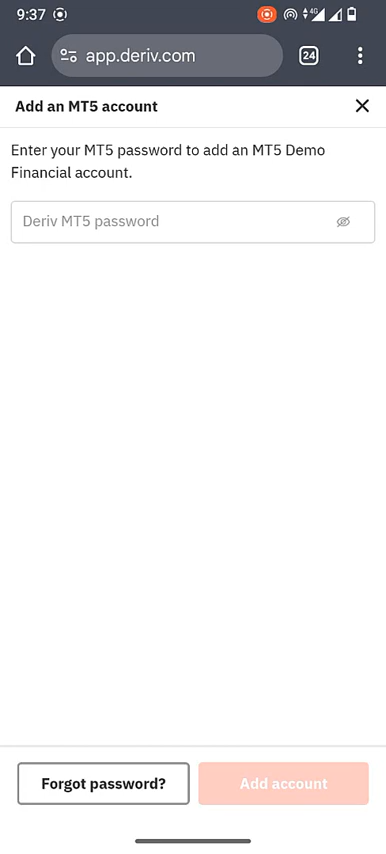 9:37
4G
app.deriv.com
24
Add an MT5 account
Enter your MT5 password to add an MT5 Demo
Financial account.
Deriv MT5 password
Forgot password?
Add account